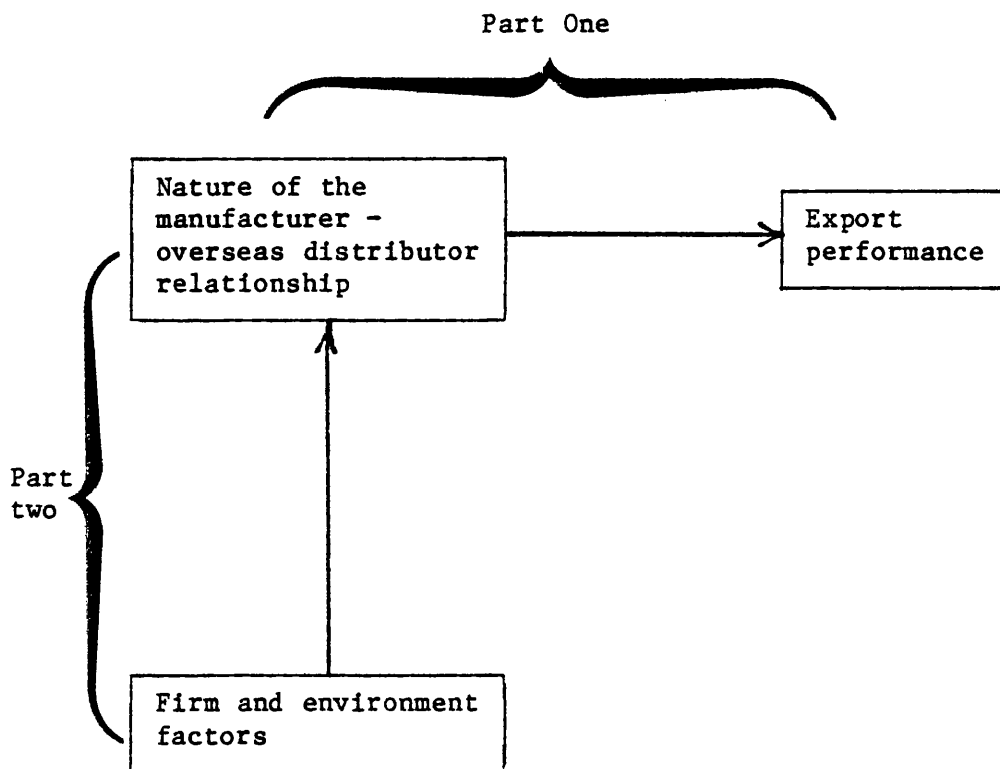 Part One
Nature of the
manufacturer -
overseas distributor
relationship
Export
performance
Part
two
Firm and environment
factors